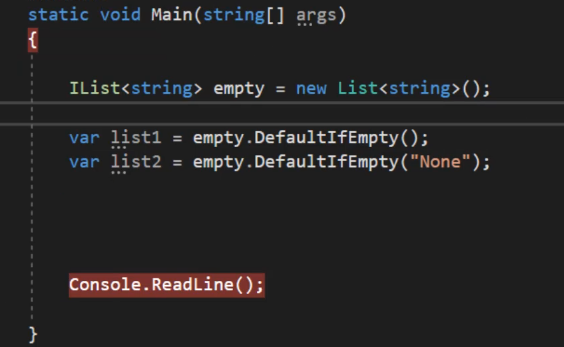 static void Main(string[] args)
{
IList<string> empty = new List<string>();
var list1 = empty.DefaultIfEmpty();
var list2 = empty.DefaultIfEmpty("None");
Console.ReadLine();
}